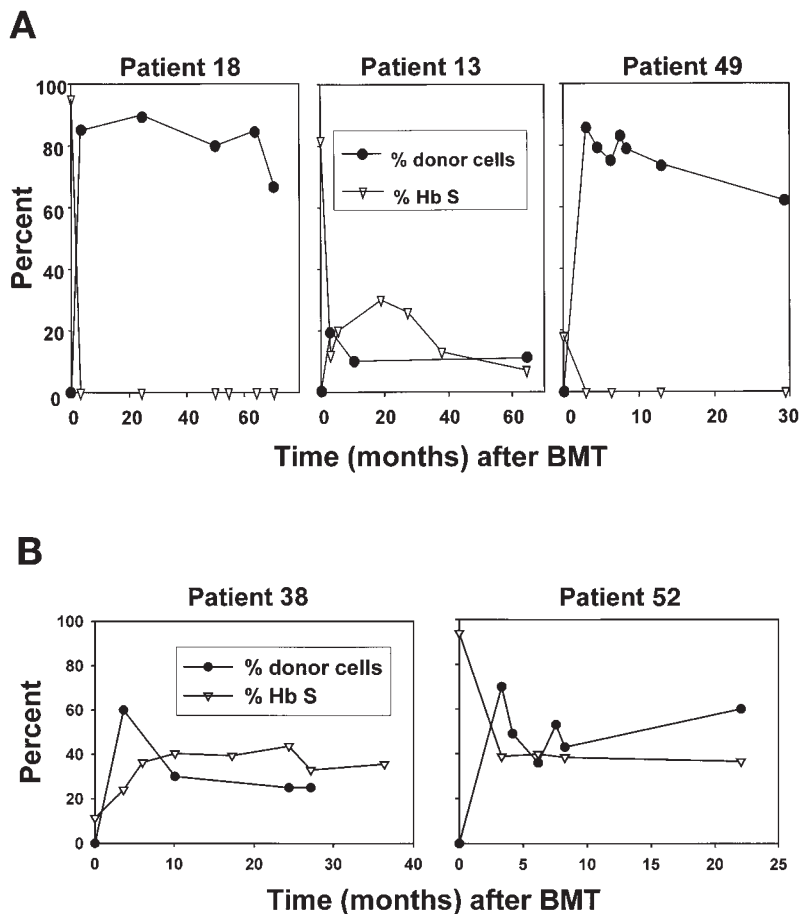 A
Patient 18 Patient 13 Patient 49
100
80
60
40
20
0
Percent
% donor cells
% Hb S
0 20 40 60 0 20 40 60 0 10 20 30
Time (months) after BMT
B
Patient 38 Patient 52
100
80
60
40
20
0
Percent
% donor cells
% Hb S
0 10 20 30 40 0 5 10 15 20 25
Time (months) after BMT